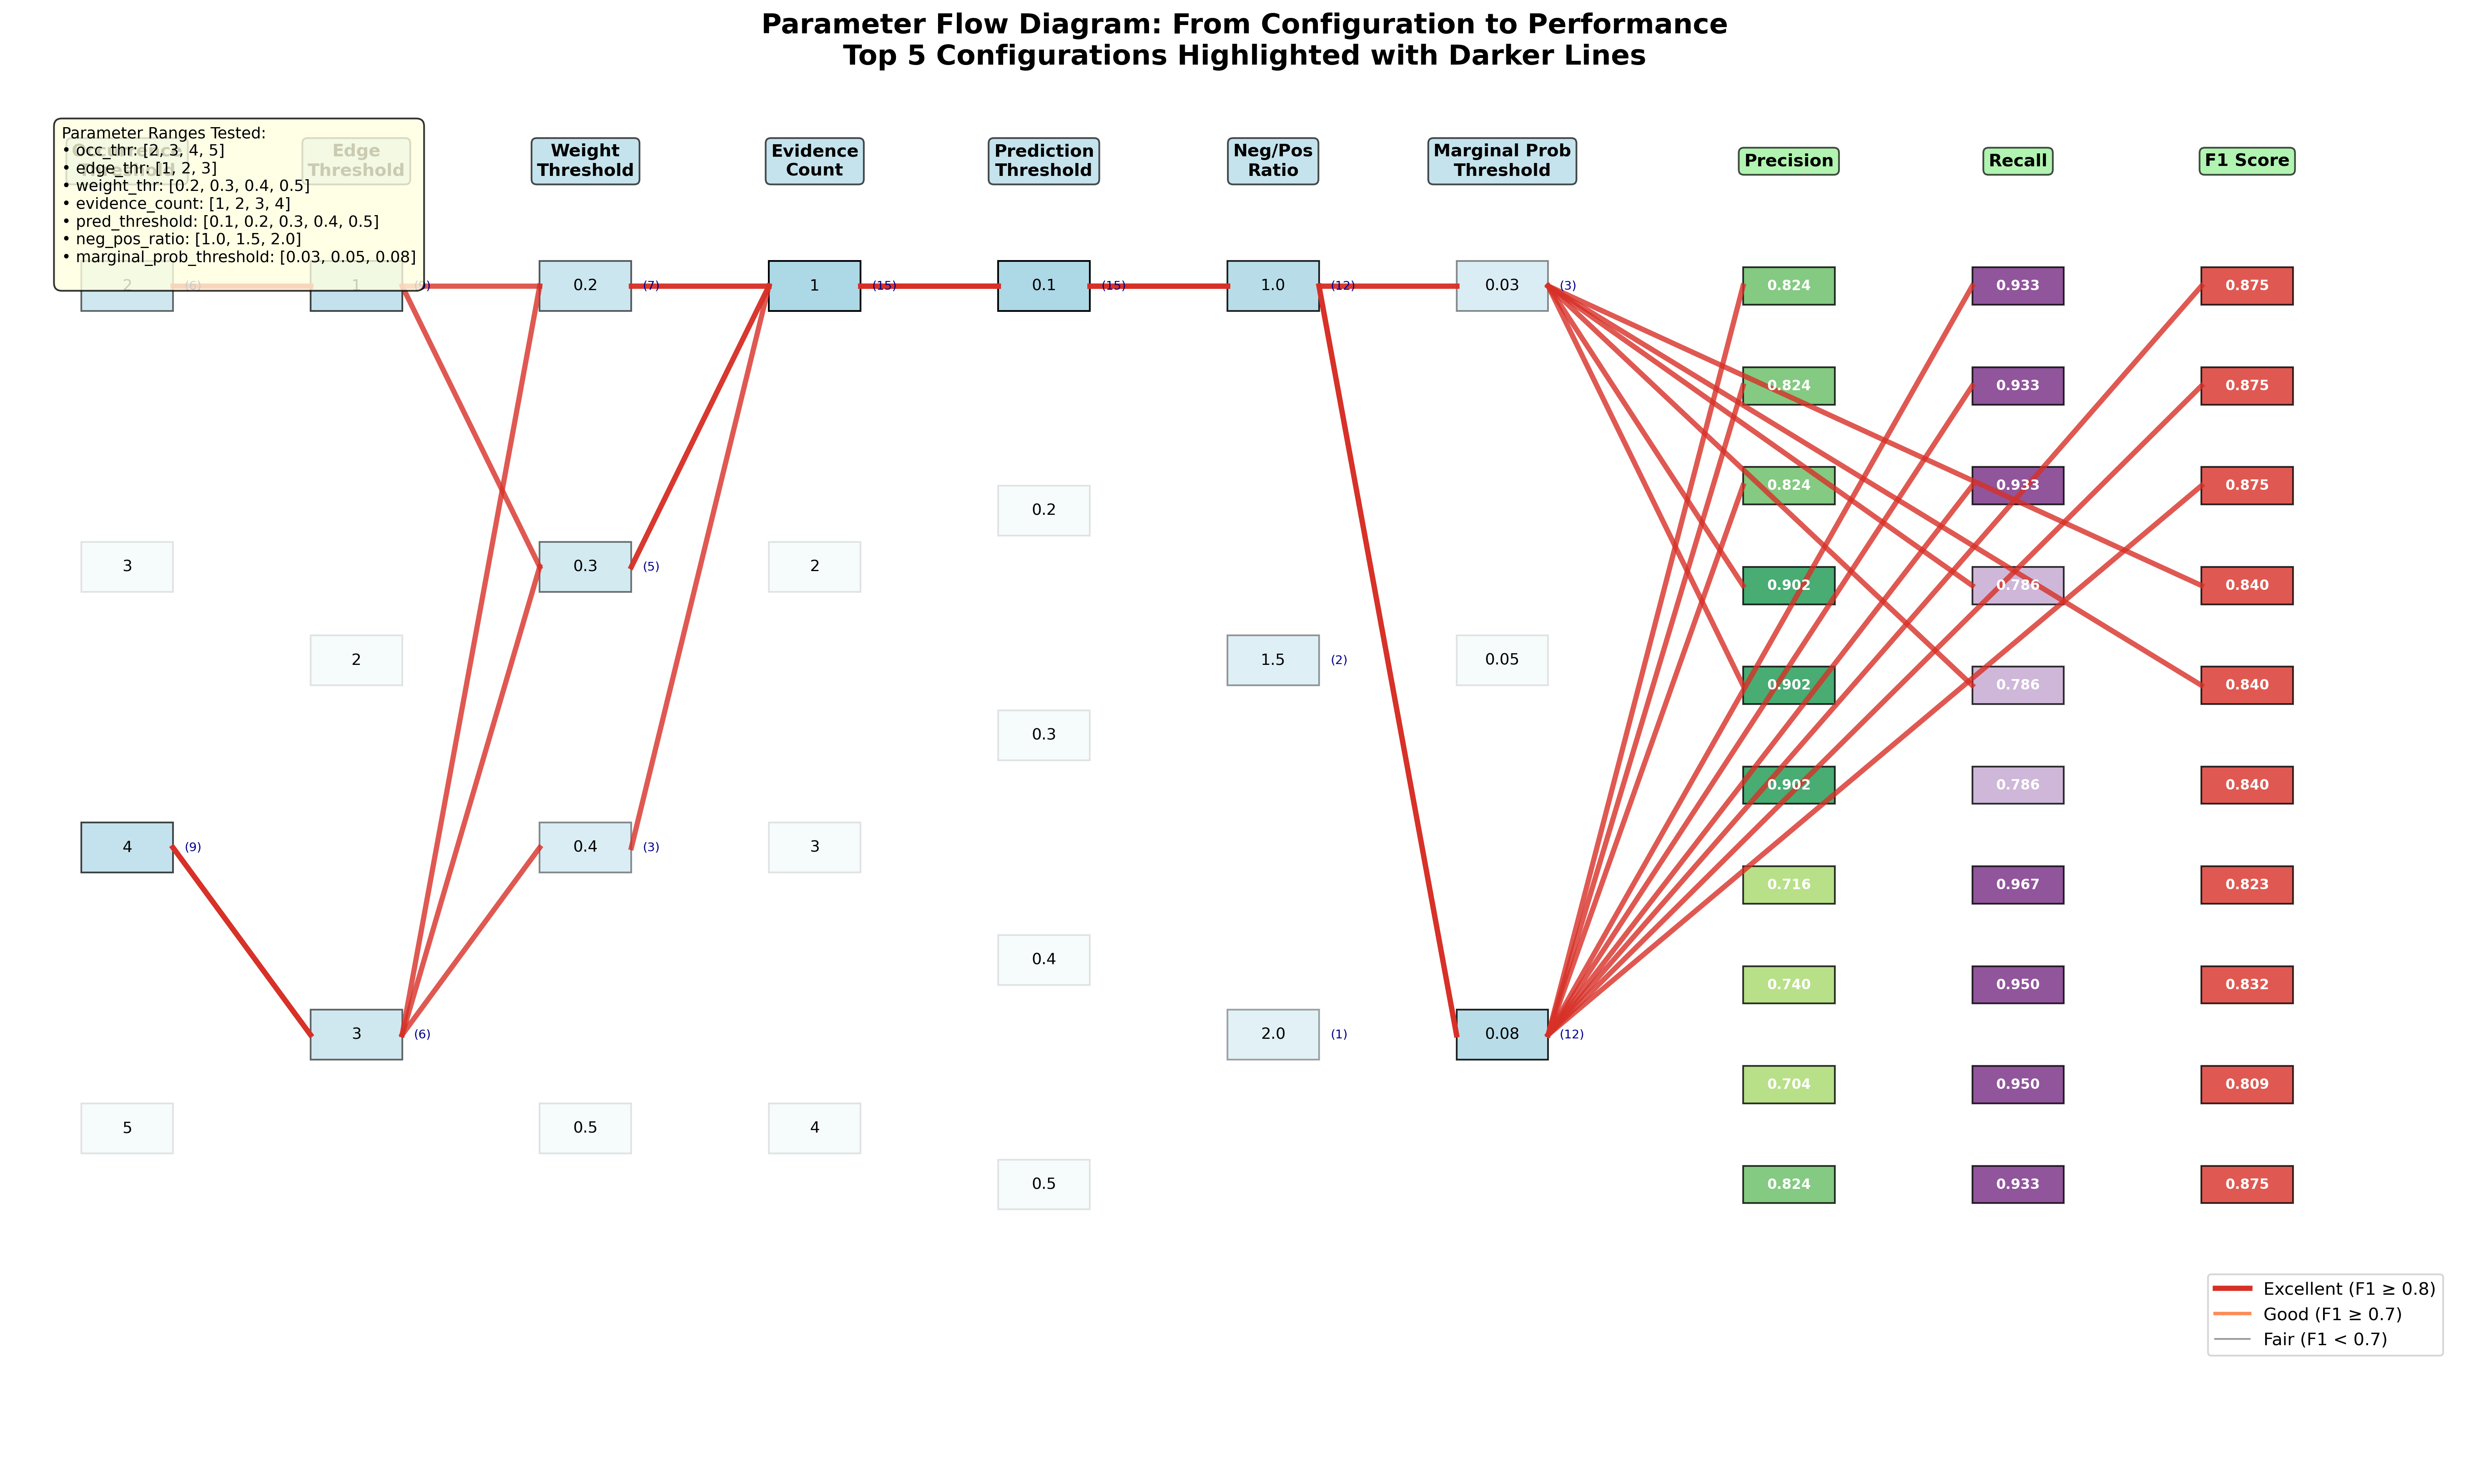 Parameter Flow Diagram: From Configuration to Performance
Top 5 Configurations Highlighted with Darker Lines
Parameter Ranges Tested:
• occ_thr: [2, 3, 4, 5]
• edge_thr: [1, 2, 3]
• weight_thr: [0.2, 0.3, 0.4, 0.5]
• evidence_count: [1, 2, 3, 4]
• pred_threshold: [0.1, 0.2, 0.3, 0.4, 0.5]
• neg_pos_ratio: [1.0, 1.5, 2.0]
• marginal_prob_threshold: [0.03, 0.05, 0.08]
Edge
Threshold
Weight
Threshold
Evidence
Count
Prediction
Threshold
Neg/Pos
Ratio
Marginal Prob
Threshold
Precision
Recall
F1 Score
2 (6) 1 0.2 (7) 1 (15) 0.1 (15) 1.0 (12) 0.03 (3) 0.824 0.933 0.875
0.824 0.933 0.875
0.824 0.933 0.875
0.2
3 0.3 (5) 2
0.902 0.786 0.840
2 1.5 (2) 0.05
0.902 0.786 0.840
0.3
0.902 0.786 0.840
4 (9) 0.4 (3) 3
0.716 0.967 0.823
0.4
0.740 0.950 0.832
3 (6) 2.0 (1) 0.08 (12)
0.704 0.950 0.809
5 0.5 4
0.5
0.824 0.933 0.875
Excellent (F1 ≥ 0.8)
Good (F1 ≥ 0.7)
Fair (F1 < 0.7)